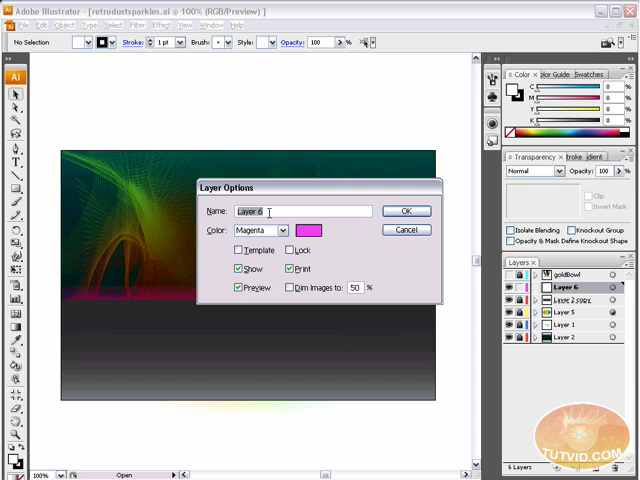 Adobe Illustrator - [retrodustsparkles.ai @ 100% (RGB/Preview) ]
File Edit Object Type Select Filter Effect View Window Help
No Selection Stroke: 1 pt Brush: Style: Opacity: 100 %
Color Color Guide Swatches
C 0 %
M 0
Y 0
K 0
Transparency Stroke
Normal Opacity: 100 %
Clip
Invert Mask
Isolate Blending Knockout Group
Opacity & Mask Define Knockout Shape
Layers
goldBowl
Layer 6
Layer 2 copy
Layer 5
Layer 1
Layer 2
6 Layers
Ai
T
Layer Options
Name: Layer 6 OK
Color: Magenta Cancel
Template Lock
Show Print
Preview Dim Images to: 50 %
TUTVID.COM
100% Open